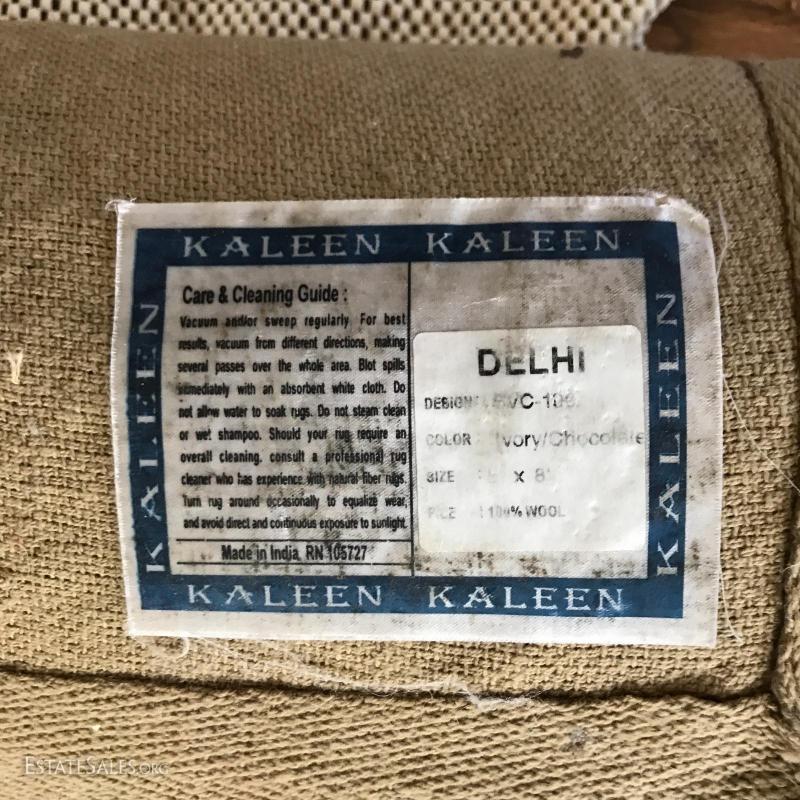 KALEEN KALEEN
KALEEN
Care & Cleaning Guide :
Vacuum and/or sweep regularly. For best
results, vacuum from different directions, making
several passes over the whole area. Blot spills
immediately with an absorbent white cloth. Do
not allow water to soak rugs. Do not steam clean
or wet shampoo. Should your rug require an
overall cleaning. consult a professional rug
cleaner who has experience with natural fiber rugs.
Turn rug around occasionally to equalize wear,
and avoid direct and continuous exposure to sunlight.
Made in India, RN 105727
DELHI
DESIGN :
COLOR : Ivory/Chocolate
SIZE : x 8'
: 100% WOOL
KALEEN
KALEEN KALEEN
ESTATESALES.ORG